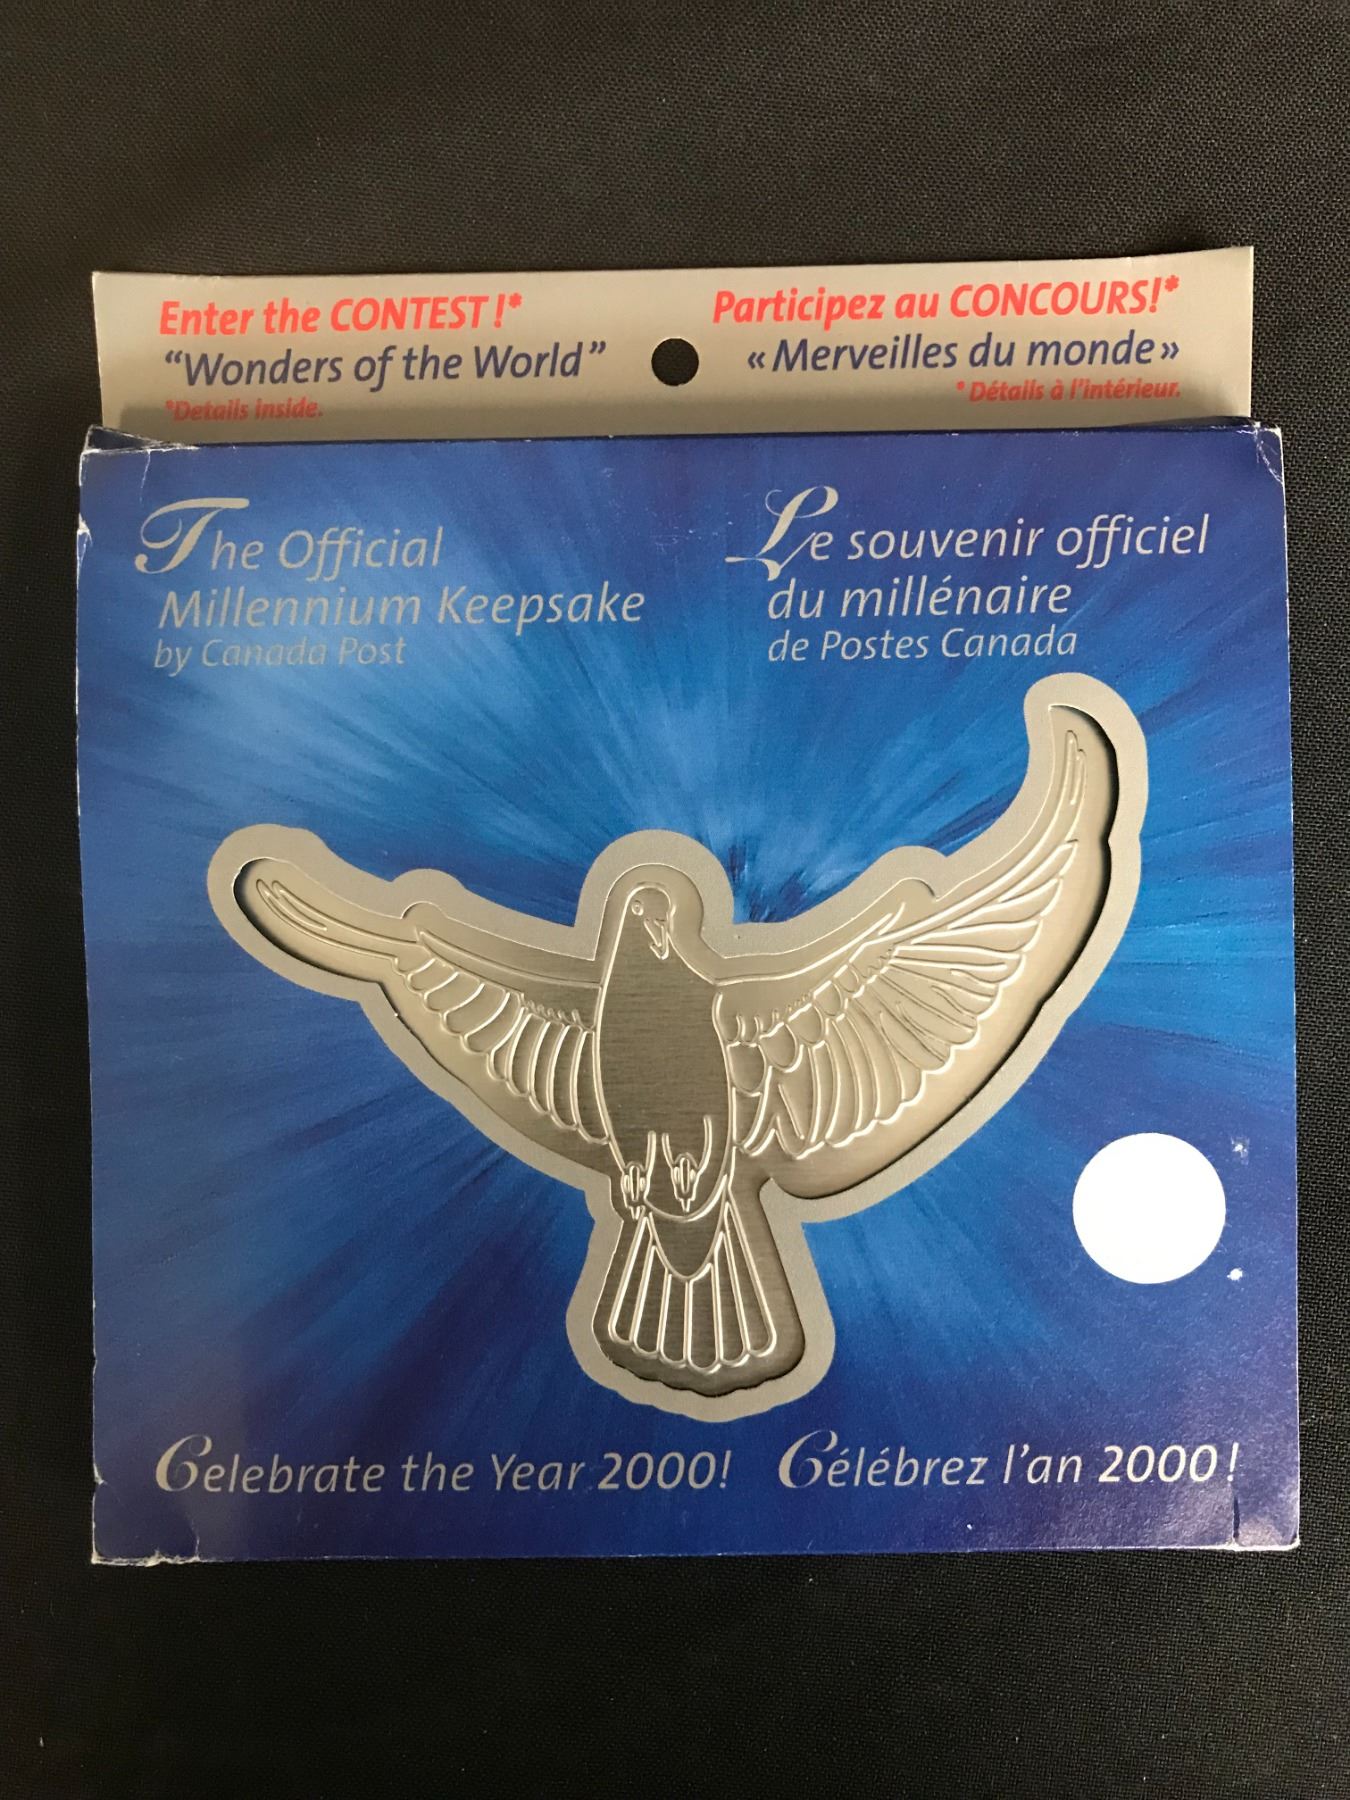 Enter the CONTEST!*
“Wonders of the World”
*Details inside.
Participez au CONCOURS!*
« Merveilles du monde »
* Détails à l'intérieur.
The Official
Millennium Keepsake
by Canada Post
Le souvenir officiel
du millénaire
de Postes Canada
Celebrate the Year 2000!
Célébrez l'an 2000!